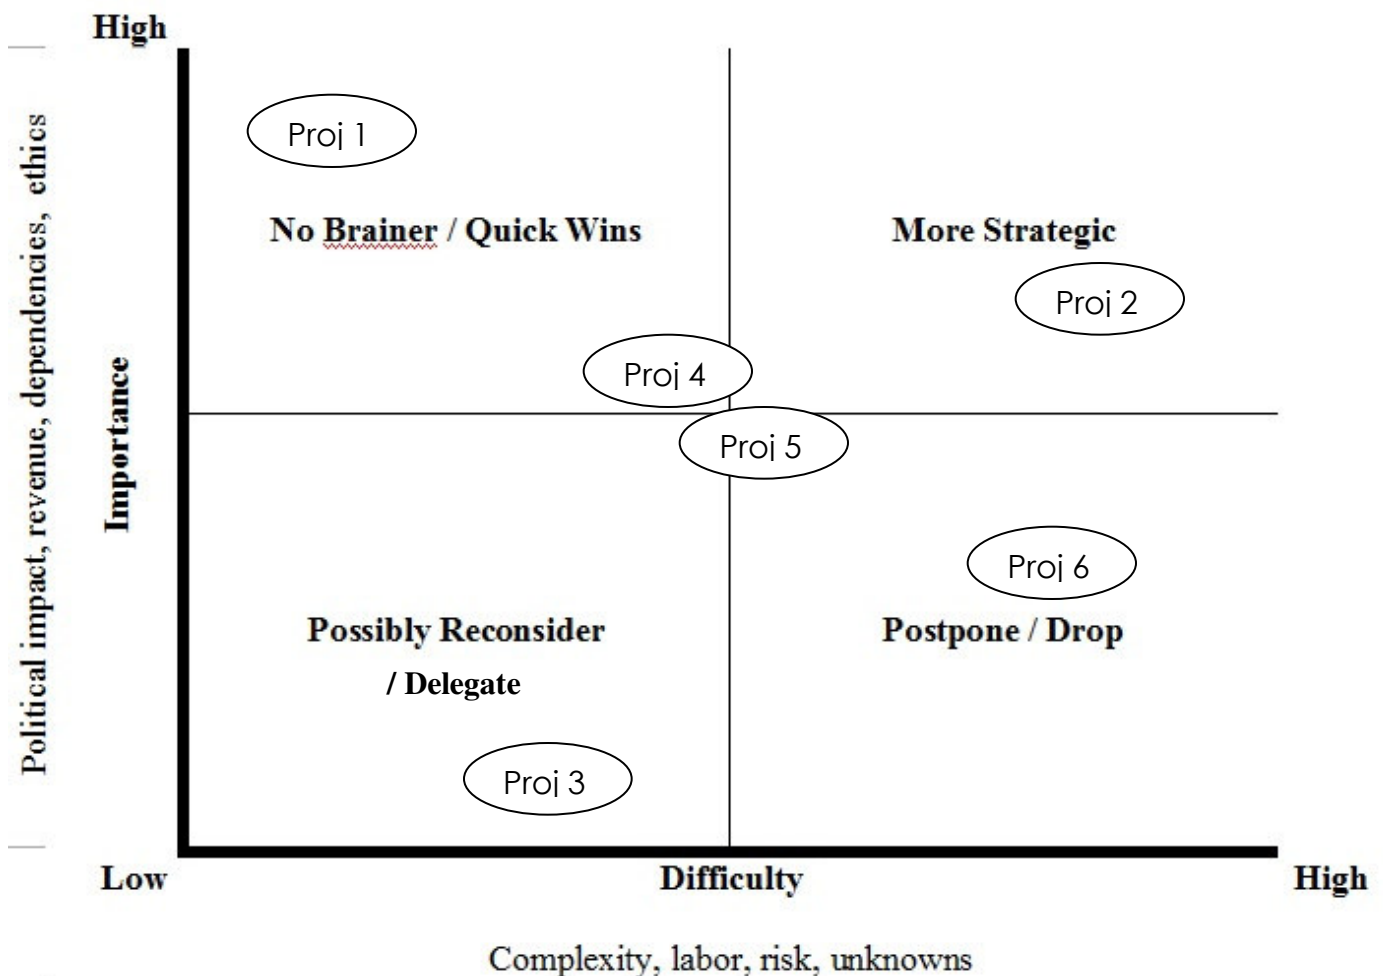 High
Proj 1
No Brainer / Quick Wins
More Strategic
Proj 2
Proj 4
Proj 5
Proj 6
Possibly Reconsider
/ Delegate
Postpone / Drop
Proj 3
Importance
Political impact, revenue, dependencies, ethics
Low
Difficulty
High
Complexity, labor, risk, unknowns